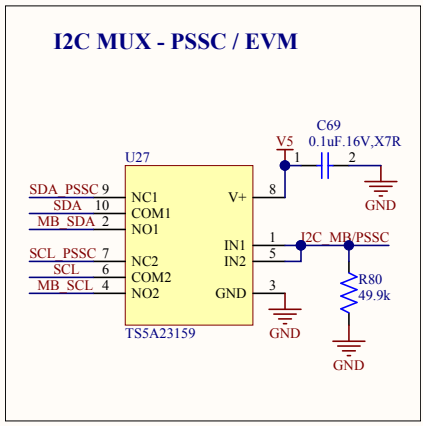 I2C MUX - PSSC / EVM
C69
0.1uF.16V,X7R
V5
1 2
U27
SDA_PSSC 9 NC1 V+ 8
SDA 10 COM1
GND
MB_SDA 2 NO1
IN1 1 I2C_MB/PSSC
SCL_PSSC 7 NC2 IN2 5
SCL 6 COM2
R80
MB_SCL 4 NO2 GND 3
49.9k
TS5A23159
GND
GND